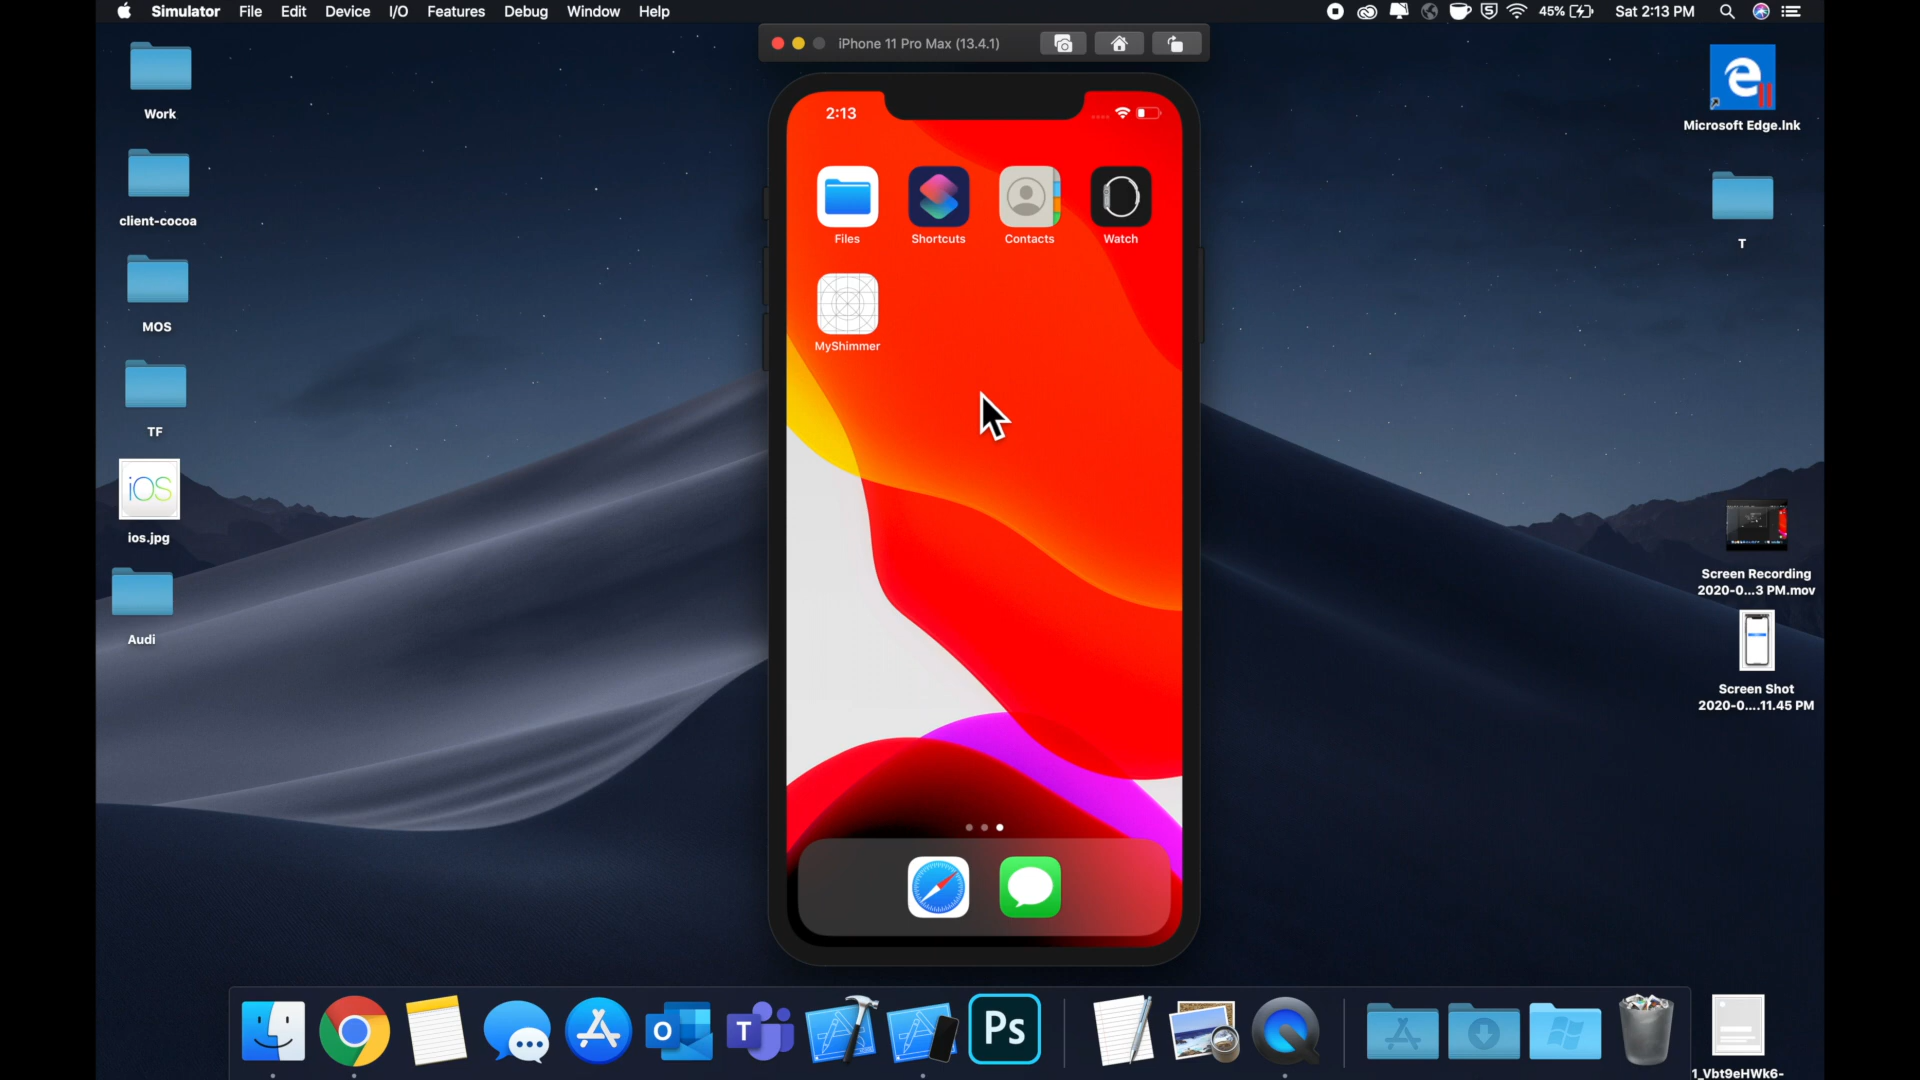 Simulator File Edit Device I/O Features Debug Window Help
45% Sat 2:13 PM
iPhone 11 Pro Max (13.4.1)
Work
client-cocoa
MOS
TF
iOS
ios.jpg
Audi
2:13
Files Shortcuts Contacts Watch
MyShimmer
Microsoft Edge.lnk
T
Screen Recording
2020-0...3 PM.mov
Screen Shot
2020-0....11.45 PM
O
T
Ps
1_Vbt9eHWk6-